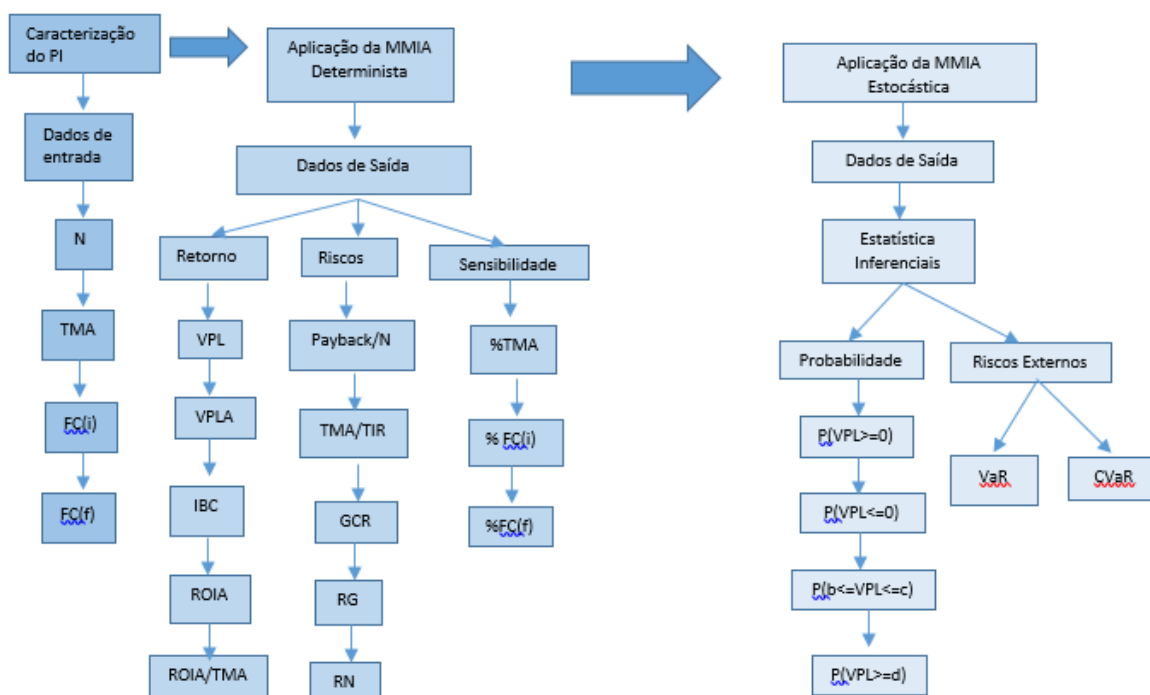 Caracterização
do PI
Aplicação da MMIA
Determinista
Aplicação da MMIA
Estocástica
Dados de
entrada
Dados de Saída
Dados de Saída
N
Retorno
Riscos
Sensibilidade
Estatística
Inferenciais
TMA
VPL
Payback/N
%TMA
Probabilidade
Riscos Externos
FC(i)
VPLA
TMA/TIR
% FC(i)
P(VPL>=0)
VaR
CVaR
FC(f)
IBC
GCR
%FC(f)
P(VPL<=0)
ROIA
RG
P(b<=VPL<=c)
ROIA/TMA
RN
P(VPL>=d)